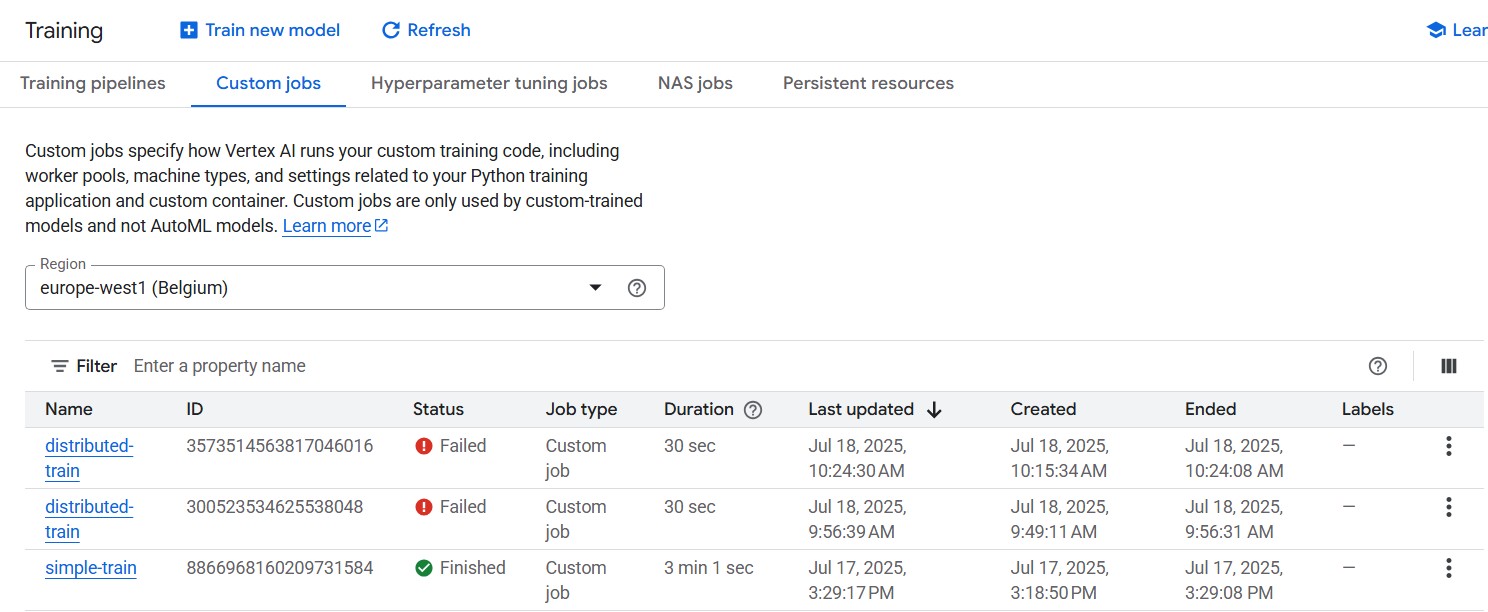 Training Train new model Refresh Lear
Training pipelines Custom jobs Hyperparameter tuning jobs NAS jobs Persistent resources
Custom jobs specify how Vertex AI runs your custom training code, including
worker pools, machine types, and settings related to your Python training
application and custom container. Custom jobs are only used by custom-trained
models and not AutoML models. Learn more
Region
europe-west1 (Belgium)
Filter Enter a property name
Name ID Status Job type Duration Last updated Created Ended Labels
distributed- 3573514563817046016 Failed Custom 30 sec Jul 18, 2025, Jul 18, 2025, Jul 18, 2025, —
train job 10:24:30 AM 10:15:34 AM 10:24:08 AM
distributed- 300523534625538048 Failed Custom 30 sec Jul 18, 2025, Jul 18, 2025, Jul 18, 2025, —
train job 9:56:39 AM 9:49:11 AM 9:56:31 AM
simple-train 8866968160209731584 Finished Custom 3 min 1 sec Jul 17, 2025, Jul 17, 2025, Jul 17, 2025, —
job 3:29:17 PM 3:18:50 PM 3:29:08 PM